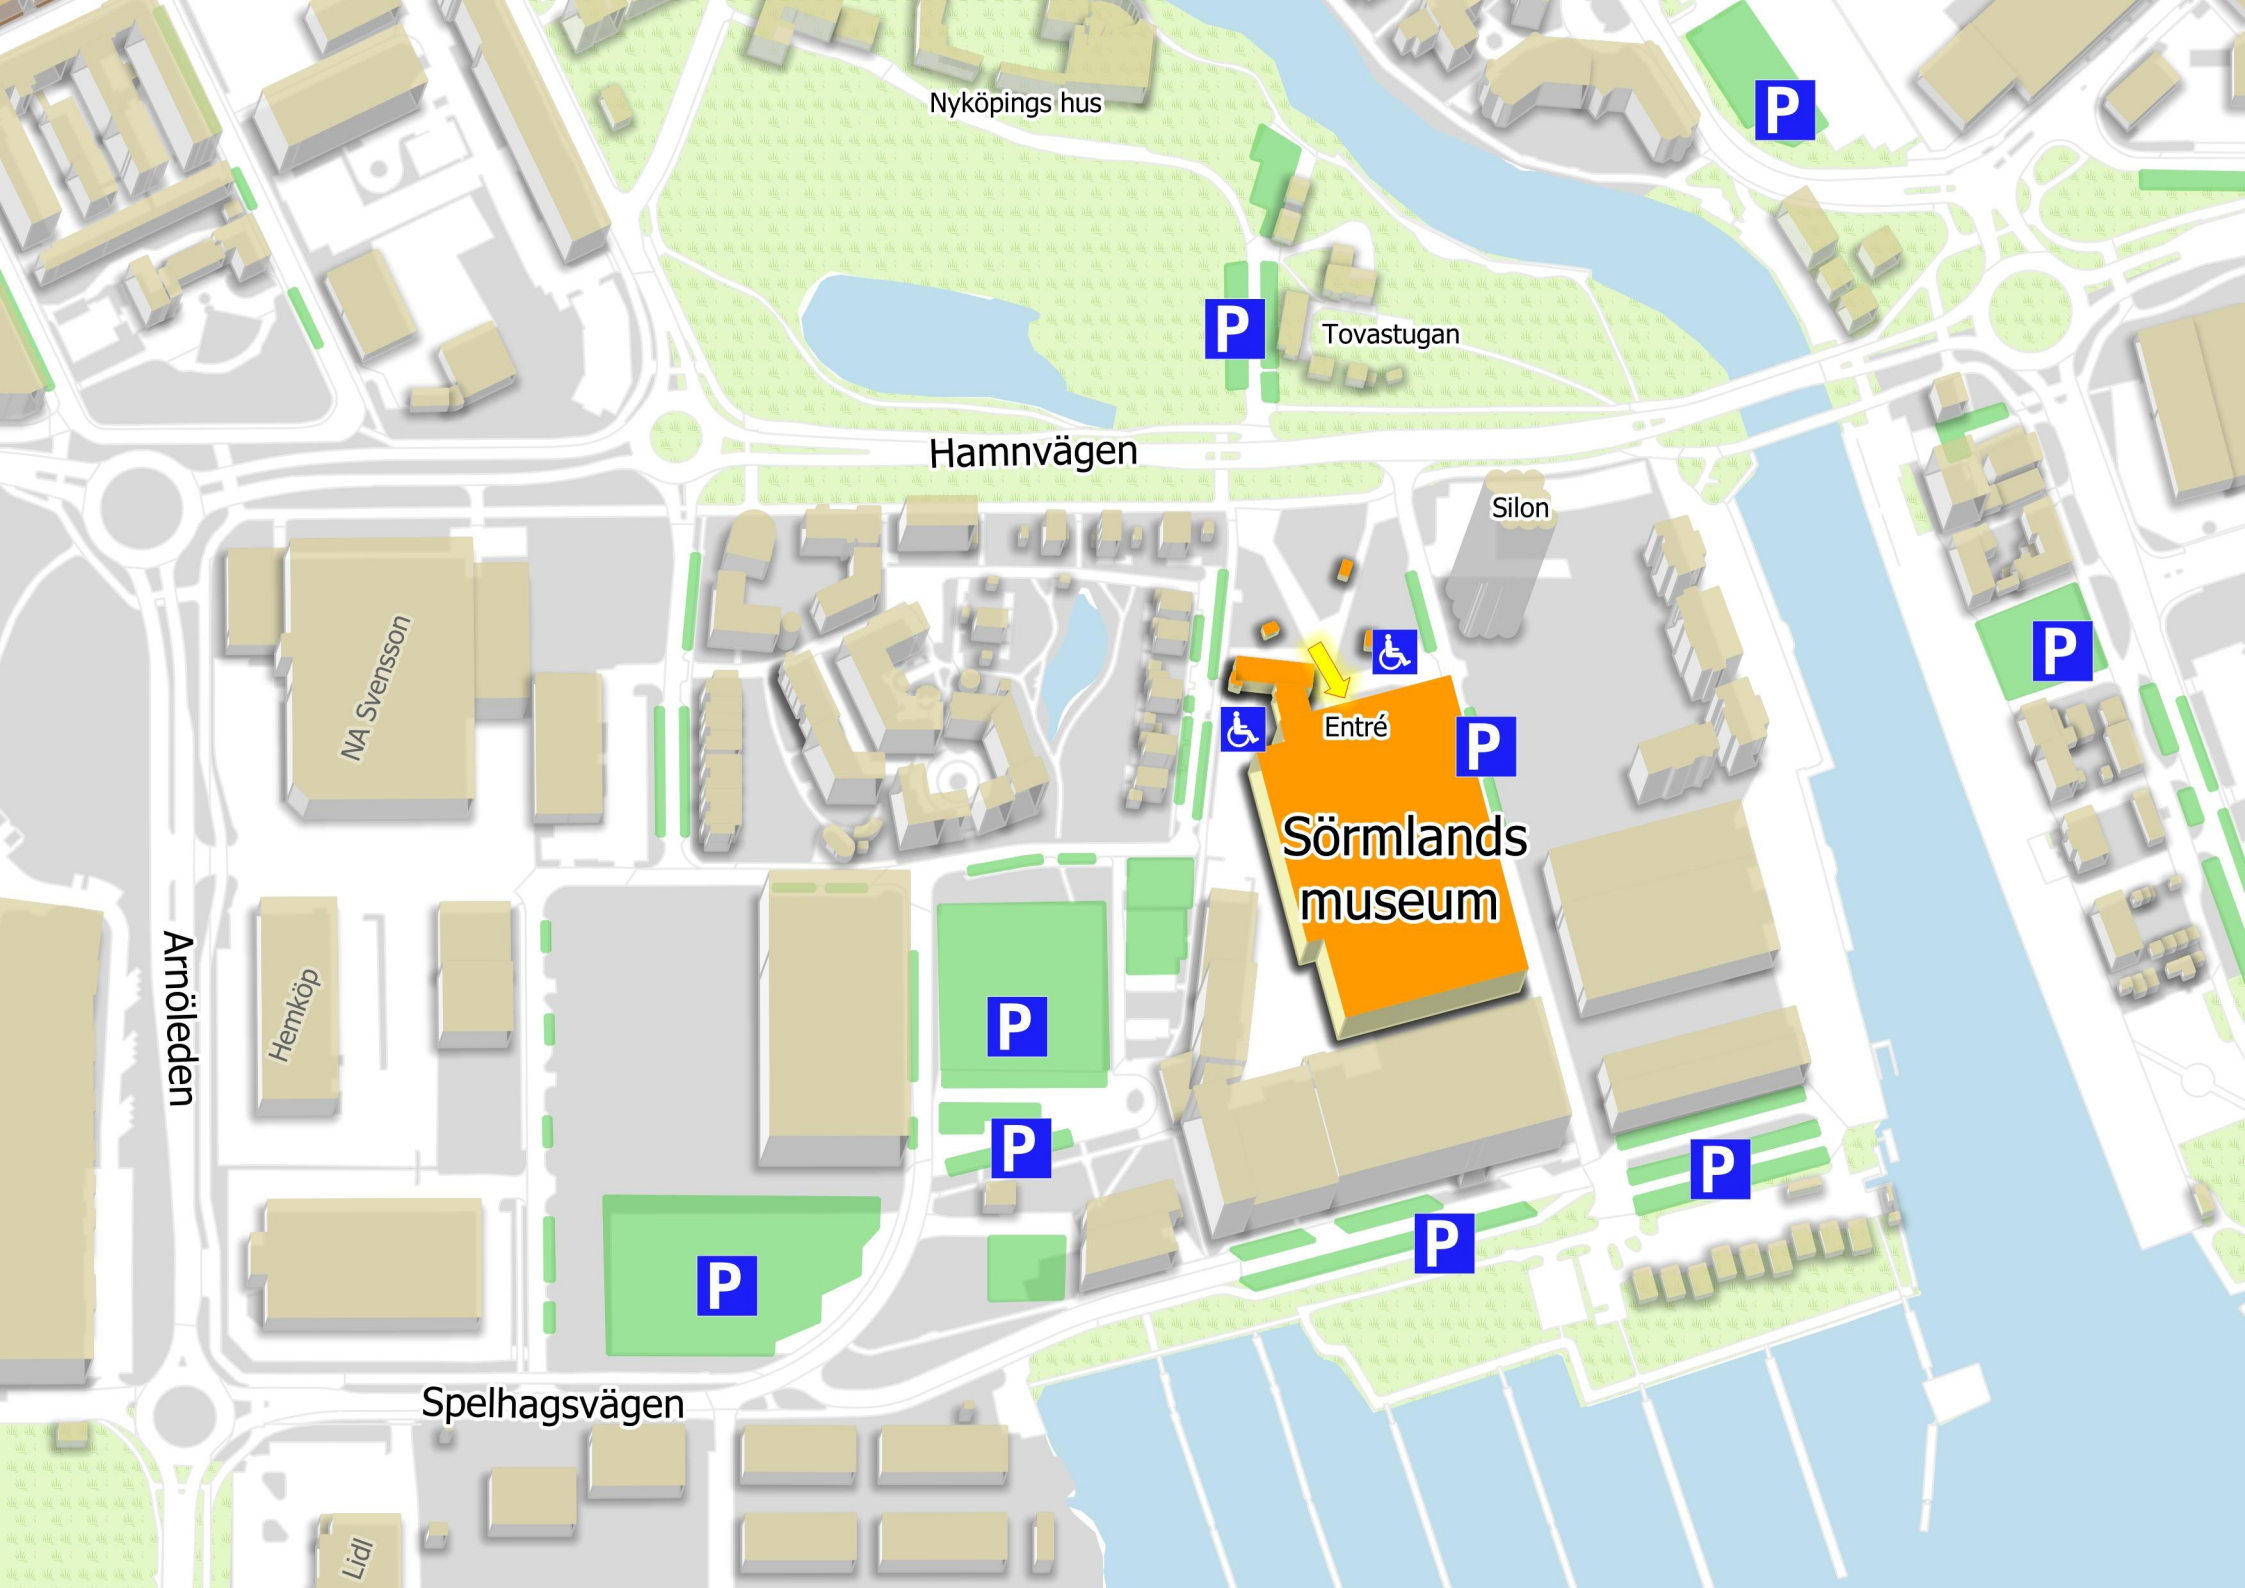 Nyköpings hus
P
P
Tovastugan
Hamnvägen
Silon
NA Svensson
P
Entré
P
Sörmlands
museum
Arnöleden
Hemköp
P
P
P
P
P
Spelhagsvägen
Lidl